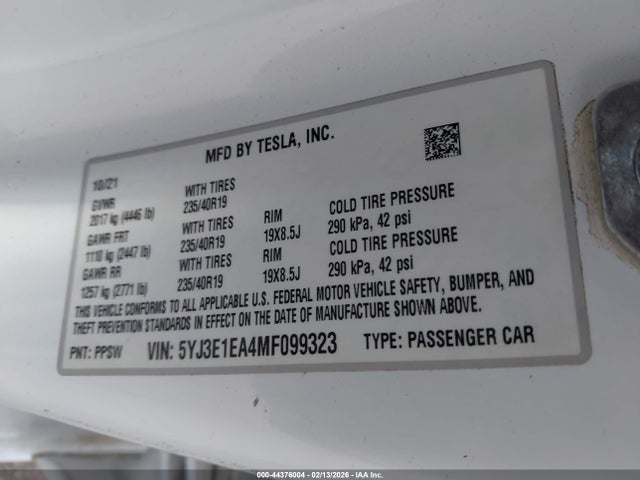 MFD BY TESLA, INC.
10/21
GVWR WITH TIRES
2017 kg (4446 lb) 235/40R19 RIM COLD TIRE PRESSURE
GAWR FRT WITH TIRES 19X8.5J 290 kPa, 42 psi
1110 kg (2447 lb) 235/40R19 RIM COLD TIRE PRESSURE
GAWR RR WITH TIRES 19X8.5J 290 kPa, 42 psi
1257 kg (2771 lb) 235/40R19
THIS VEHICLE CONFORMS TO ALL APPLICABLE U.S. FEDERAL MOTOR VEHICLE SAFETY, BUMPER, AND
THEFT PREVENTION STANDARDS IN EFFECT ON THE DATE OF MANUFACTURE SHOWN ABOVE.
PNT: PPSW VIN: 5YJ3E1EA4MF099323 TYPE: PASSENGER CAR
000-44376004 | 02/13/2026 - IAA Inc.